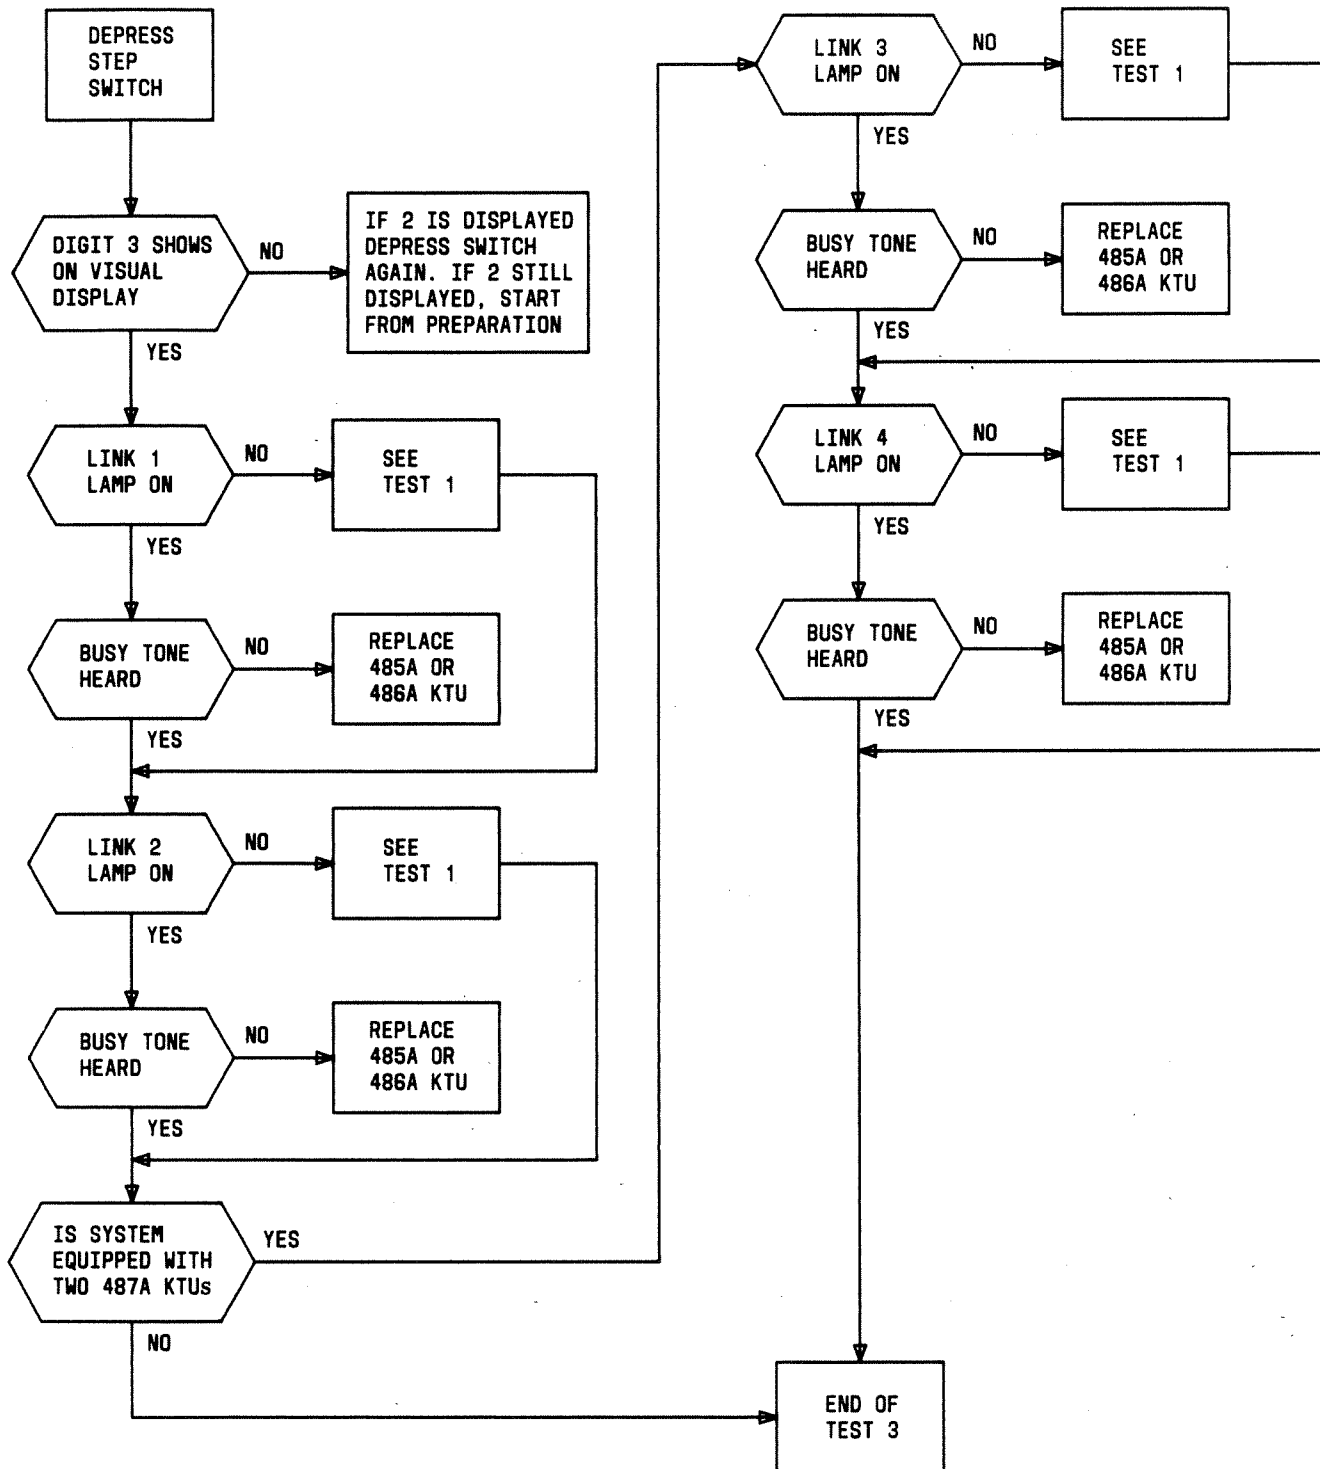 DEPRESS
STEP
SWITCH
DIGIT 3 SHOWS
ON VISUAL
DISPLAY
NO
IF 2 IS DISPLAYED
DEPRESS SWITCH
AGAIN. IF 2 STILL
DISPLAYED, START
FROM PREPARATION
YES
LINK 1
LAMP ON
NO
SEE
TEST 1
YES
BUSY TONE
HEARD
NO
REPLACE
485A OR
486A KTU
YES
LINK 2
LAMP ON
NO
SEE
TEST 1
YES
BUSY TONE
HEARD
NO
REPLACE
485A OR
486A KTU
YES
IS SYSTEM
EQUIPPED WITH
TWO 487A KTUs
YES
NO
LINK 3
LAMP ON
NO
SEE
TEST 1
YES
BUSY TONE
HEARD
NO
REPLACE
485A OR
486A KTU
YES
LINK 4
LAMP ON
NO
SEE
TEST 1
YES
BUSY TONE
HEARD
NO
REPLACE
485A OR
486A KTU
YES
END OF
TEST 3